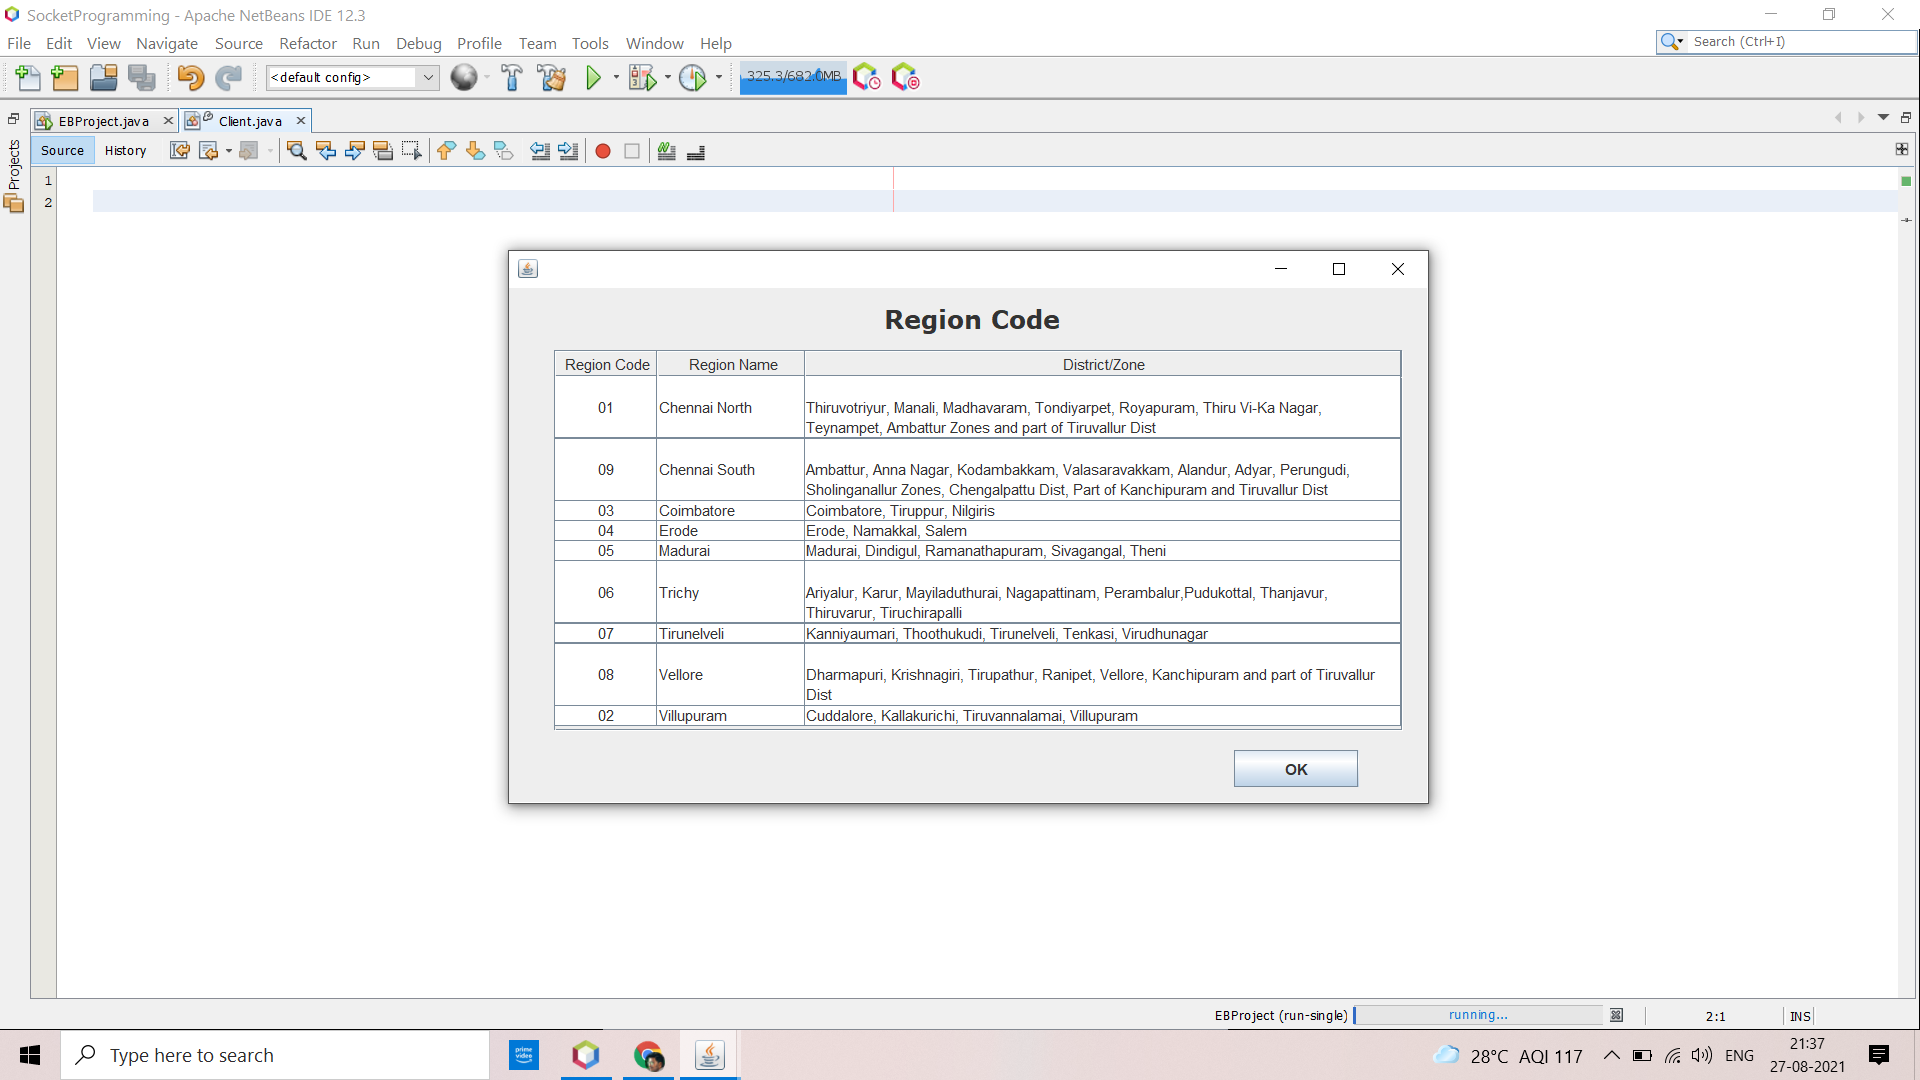 SocketProgramming - Apache NetBeans IDE 12.3
File Edit View Navigate Source Refactor Run Debug Profile Team Tools Window Help
Search (Ctrl+I)
<default config>
325.3/682.0MB
EBProject.java
Client.java
Projects
Source History
1
2
Region Code
Region Code Region Name District/Zone
01 Chennai North Thiruvotriyur, Manali, Madhavaram, Tondiyarpet, Royapuram, Thiru Vi-Ka Nagar,
Teynampet, Ambattur Zones and part of Tiruvallur Dist
09 Chennai South Ambattur, Anna Nagar, Kodambakkam, Valasaravakkam, Alandur, Adyar, Perungudi,
Sholinganallur Zones, Chengalpattu Dist, Part of Kanchipuram and Tiruvallur Dist
03 Coimbatore Coimbatore, Tiruppur, Nilgiris
04 Erode Erode, Namakkal, Salem
05 Madurai Madurai, Dindigul, Ramanathapuram, Sivagangal, Theni
06 Trichy Ariyalur, Karur, Mayiladuthurai, Nagapattinam, Perambalur,Pudukottal, Thanjavur,
Thiruvarur, Tiruchirapalli
07 Tirunelveli Kanniyaumari, Thoothukudi, Tirunelveli, Tenkasi, Virudhunagar
08 Vellore Dharmapuri, Krishnagiri, Tirupathur, Ranipet, Vellore, Kanchipuram and part of Tiruvallur
Dist
02 Villupuram Cuddalore, Kallakurichi, Tiruvannalamai, Villupuram
OK
EBProject (run-single) running... 2:1 INS
Type here to search
prime video
28°C AQI 117
ENG
21:37
27-08-2021